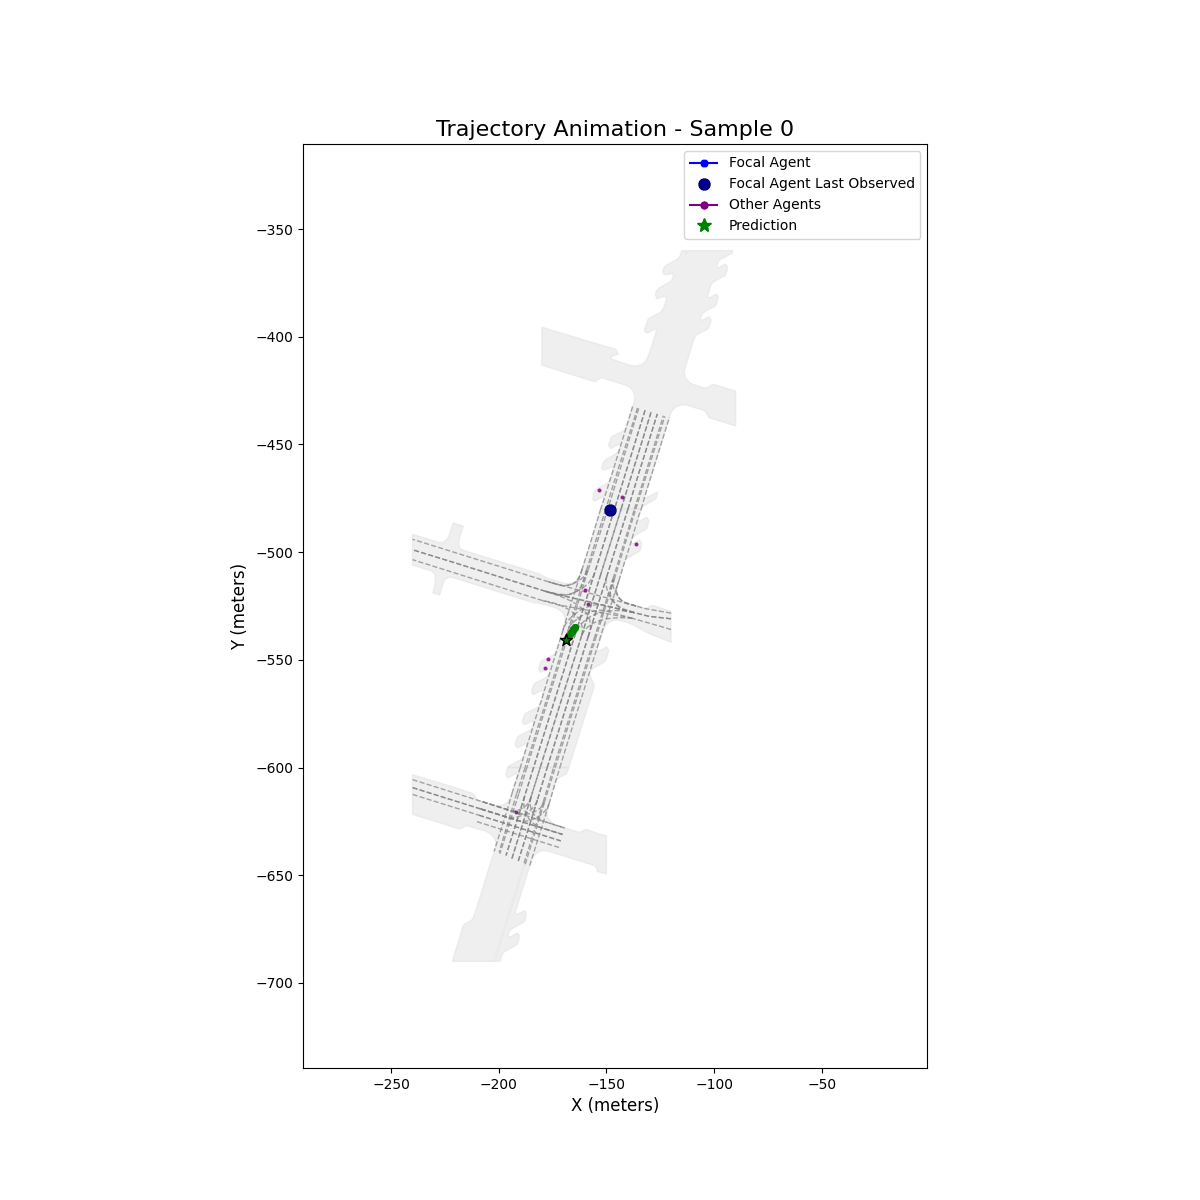 Trajectory Animation - Sample 0
Focal Agent
Focal Agent Last Observed
Other Agents
Prediction
−350
−400
−450
−500
−550
−600
−650
−700
Y (meters)
−250
−200
−150
−100
−50
X (meters)